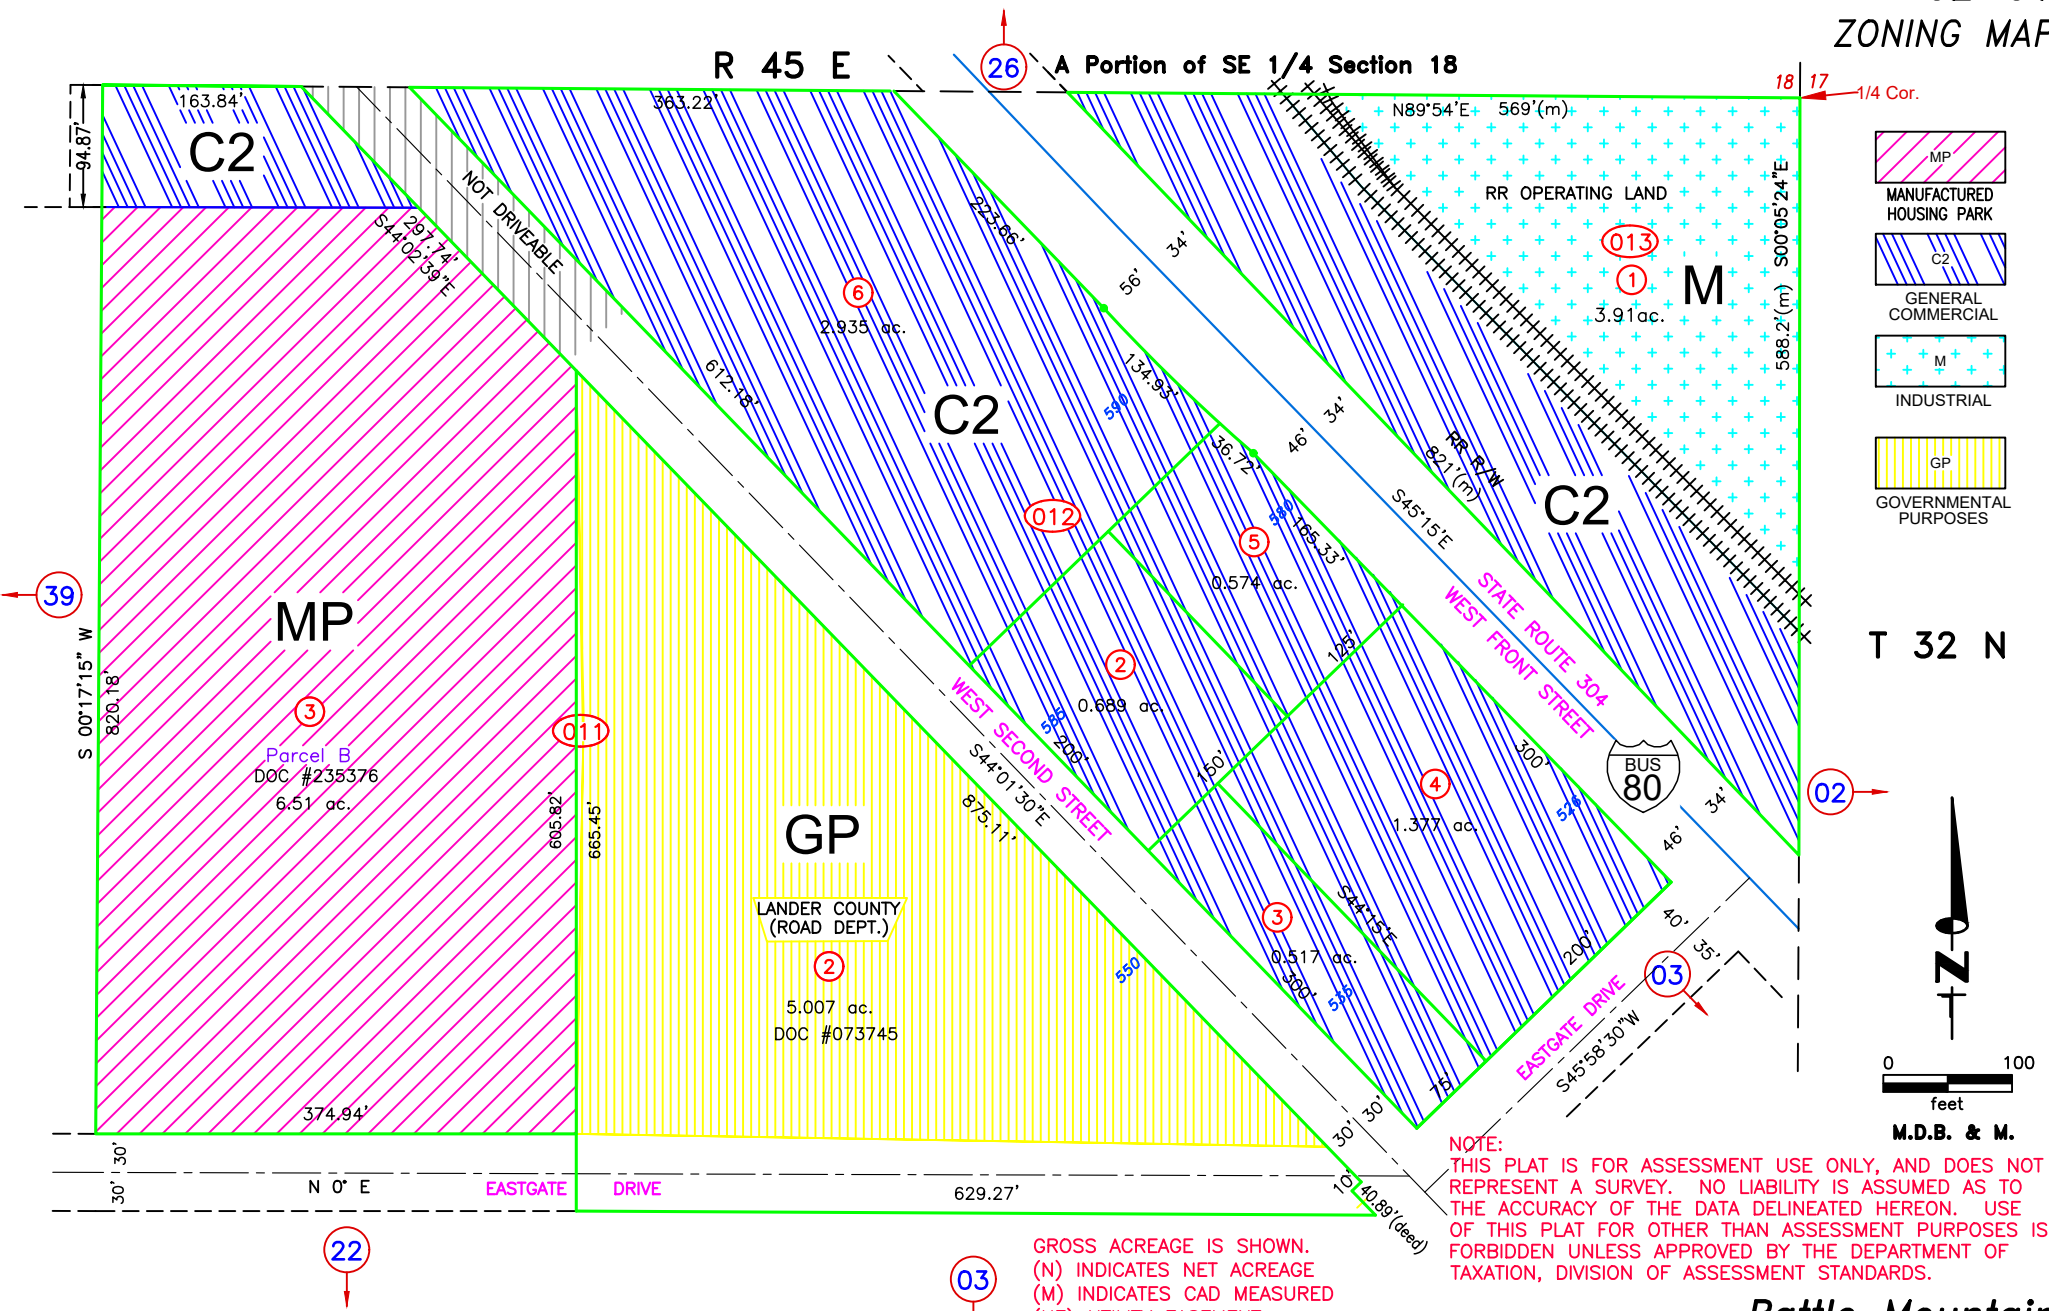 ZONING MAP
R 45 E
26
A Portion of SE 1/4 Section 18
18 17
1/4 Cor.
163.84'
363.22'
N89°54'E 569'(m)
94.87'
C2
NOT DRIVEABLE
297.74'
S44°02'39"E
223.66'
56'
34'
RR OPERATING LAND
013
1
3.91ac.
M
S00°05'24"E
588.2'(m)
MP
MANUFACTURED
HOUSING PARK
C2
GENERAL
COMMERCIAL
M
INDUSTRIAL
GP
GOVERNMENTAL
PURPOSES
6
2.935 ac.
612.18'
134.93'
590
C2
36.72'
46'
34'
RR R/W
821'(m)
S45°15'E
C2
012
580
5
165.33'
0.574 ac.
39
MP
S 00°17'15" W
820.18'
3
Parcel B
DOC #235376
6.51 ac.
011
605.82'
665.45'
STATE ROUTE 304
WEST FRONT STREET
T 32 N
2
0.689 ac.
585
200'
125'
150'
WEST SECOND STREET
S44°01'30"E
875.11'
300'
4
1.377 ac.
526
BUS
80
46'
34'
02
GP
LANDER COUNTY
(ROAD DEPT.)
2
5.007 ac.
DOC #073745
550
3
0.517 ac.
300'
536
S44°15'E
200'
75'
40'
35'
03
EASTGATE DRIVE
S45°58'30"W
N
0 100
feet
M.D.B. & M.
374.94'
30'
30'
30'
30'
N 0° E
EASTGATE DRIVE
629.27'
10'
40.89'(deed)
22
03
GROSS ACREAGE IS SHOWN.
(N) INDICATES NET ACREAGE
(M) INDICATES CAD MEASURED
NOTE:
THIS PLAT IS FOR ASSESSMENT USE ONLY, AND DOES NOT
REPRESENT A SURVEY. NO LIABILITY IS ASSUMED AS TO
THE ACCURACY OF THE DATA DELINEATED HEREON. USE
OF THIS PLAT FOR OTHER THAN ASSESSMENT PURPOSES IS
FORBIDDEN UNLESS APPROVED BY THE DEPARTMENT OF
TAXATION, DIVISION OF ASSESSMENT STANDARDS.
Battle Mountain